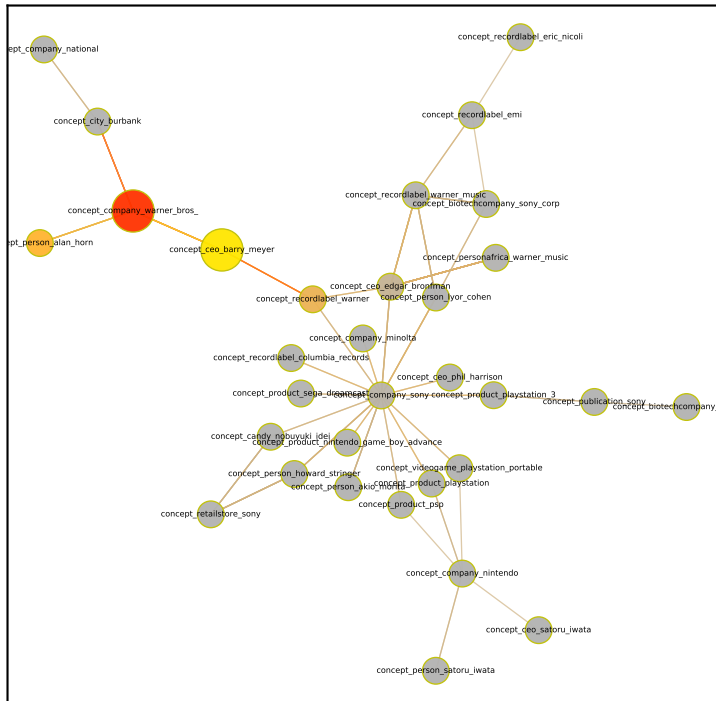 concept_recordlabel_eric_nicoli
ept_company_national
concept_recordlabel_emi
concept_city_burbank
concept_recordlabel_warner_music
concept_biotechcompany_sony_corp
concept_company_warner_bros_
ept_person_alan_horn
concept_ceo_barry_meyer
concept_personafrica_warner_music
concept_ceo_edgar_bronfman
concept_person_lyor_cohen
concept_recordlabel_warner
concept_company_minolta
concept_recordlabel_columbia_records
concept_ceo_phil_harrison
concept_product_sega_dreamcast
concept_company_sony
concept_product_playstation_3
concept_publication_sony
concept_biotechcompany_
concept_candy_nobuyuki_idei
concept_product_nintendo_game_boy_advance
concept_person_howard_stringer
concept_videogame_playstation_portable
concept_person_akio_morita
concept_product_playstation
concept_product_psp
concept_retailstore_sony
concept_company_nintendo
concept_ceo_satoru_iwata
concept_person_satoru_iwata